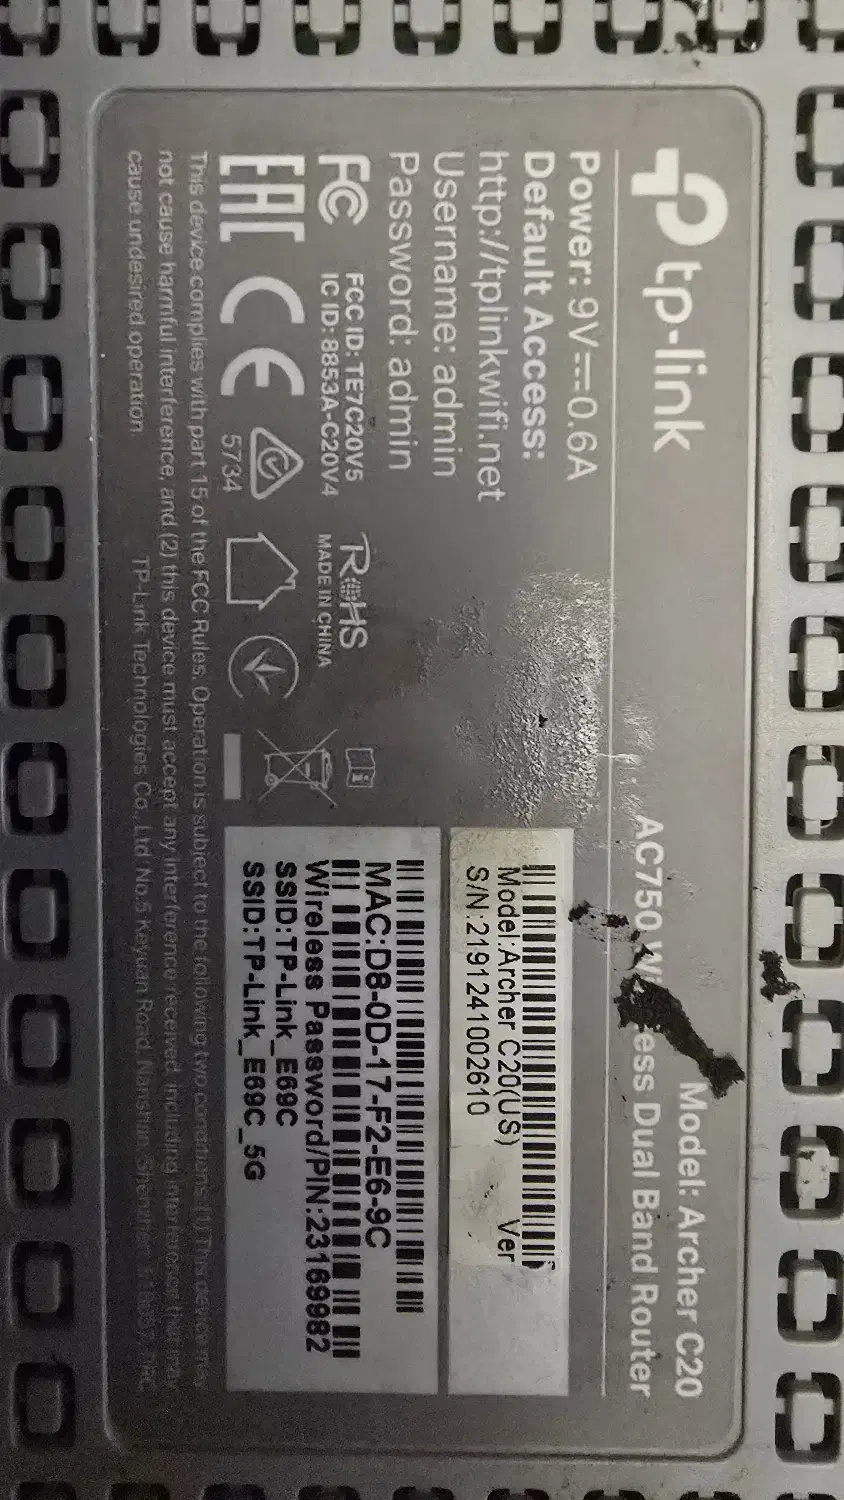 tp-link
Model: Archer C20
AC750 Wireless Dual Band Router
Power: 9V⎓0.6A
Default Access:
http://tplinkwifi.net
Username: admin
Password: admin
Model:Archer C20(US) Ver
S/N:2191241002610
FC
FCC ID: TE7C20V5
IC ID: 8853A-C20V4
RoHS
MADE IN CHINA
EAC CE
5734
MAC:D8-0D-17-F2-E6-9C
Wireless Password/PIN:23169982
SSID:TP-Link_E69C
SSID:TP-Link_E69C_5G
This device complies with part 15 of the FCC Rules. Operation is subject to the following two conditions: (1) This device may
not cause harmful interference, and (2) this device must accept any interference received, including interference that may
cause undesired operation.
TP-Link Technologies Co., Ltd. No.5 Keyuan Road, Nanshan, Shenzhen,